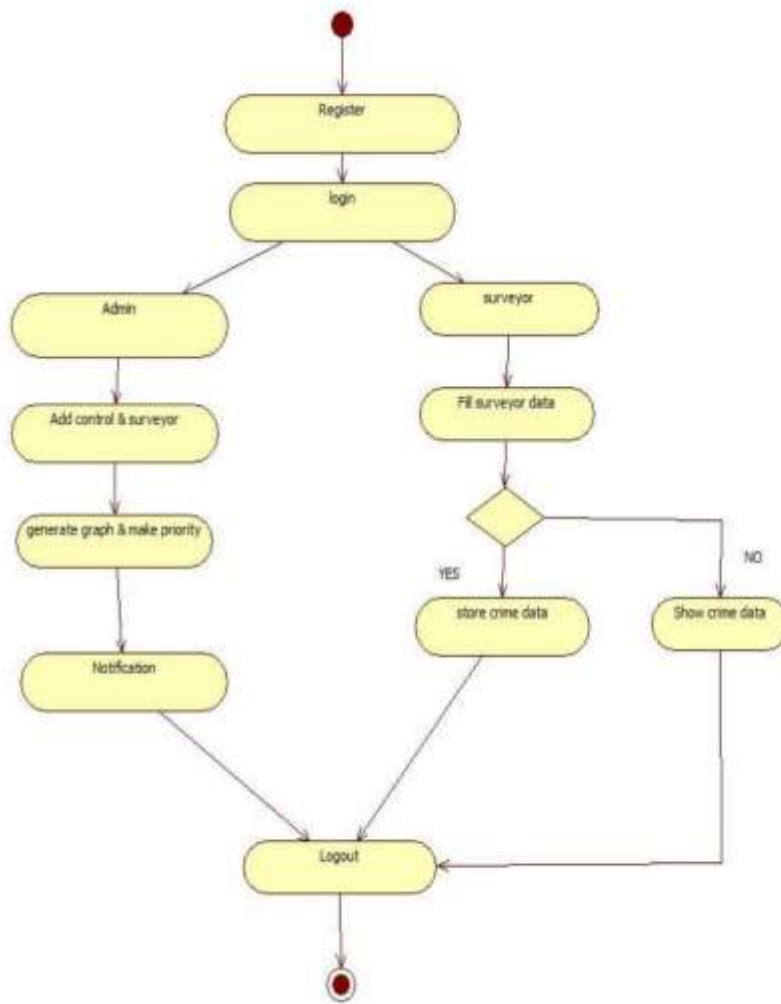 Register
login
Admin
surveyor
Add control & surveyor
Fill surveyor data
generate graph & make priority
YES
NO
store crime data
Show crime data
Notification
Logout